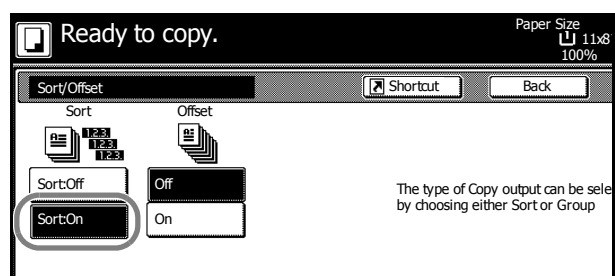 Ready to copy.
Paper Size
11x8
100%
Sort/Offset
Shortcut
Back
Sort
Offset
1.2.3.
1.2.3.
1.2.3.
Sort:Off
Off
Sort:On
On
The type of Copy output can be sele
by choosing either Sort or Group